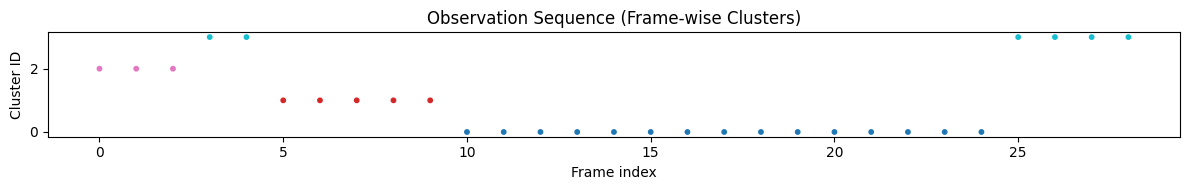 Observation Sequence (Frame-wise Clusters)
Cluster ID
2
0
0 5 10 15 20 25
Frame index